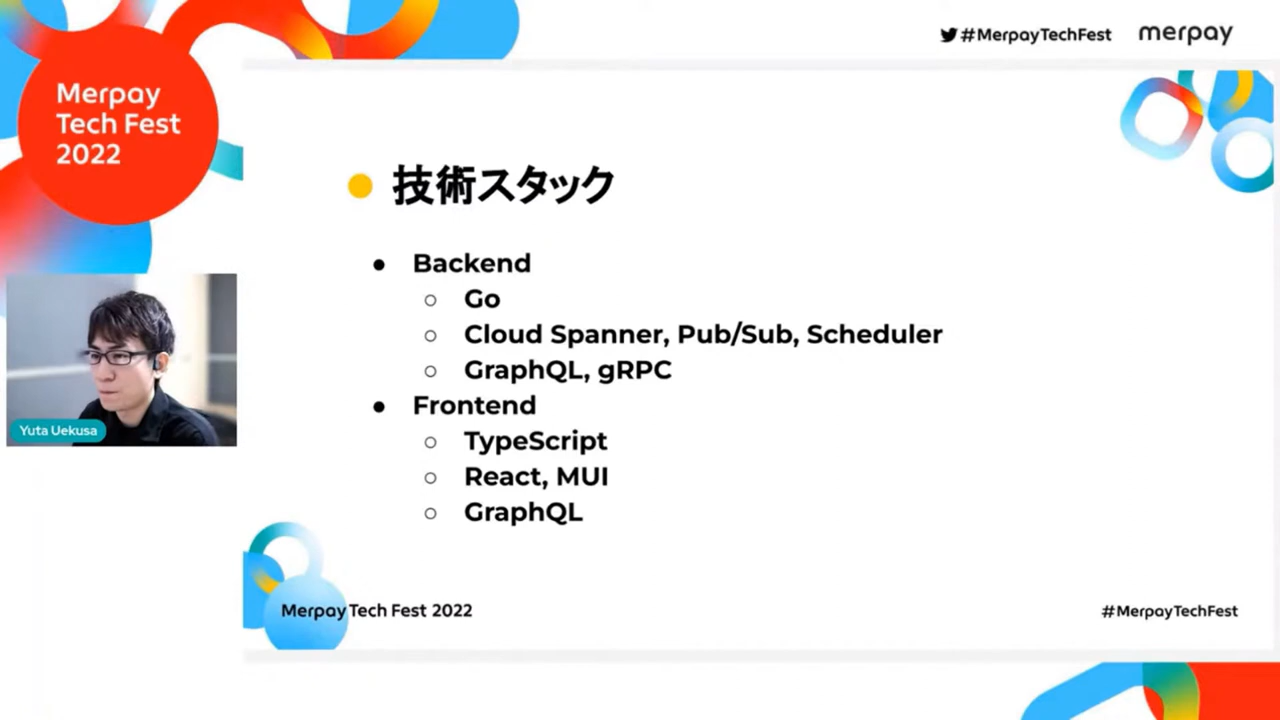 #MerpayTechFest
merpay
Merpay
Tech Fest
2022
技術スタック
Backend
Go
Cloud Spanner, Pub/Sub, Scheduler
GraphQL, gRPC
Frontend
TypeScript
React, MUI
GraphQL
Yuta Uekusa
Merpay Tech Fest 2022
#MerpayTechFest